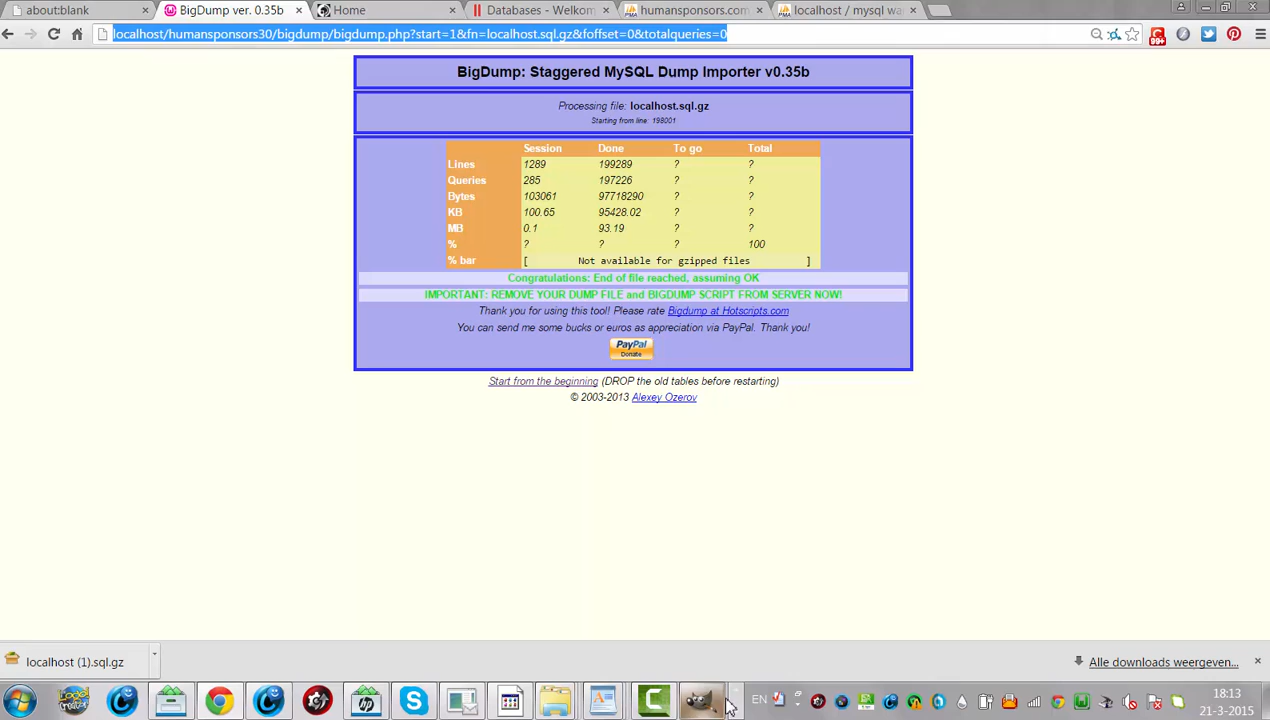 about:blank
BigDump ver. 0.35b
Home
Databases - Welkom
humansponsors.com
localhost / mysql wa
localhost/humansponsors30/bigdump/bigdump.php?start=1&fn=localhost.sql.gz&foffset=0&totalqueries=0
99+
BigDump: Staggered MySQL Dump Importer v0.35b
Processing file: localhost.sql.gz
Starting from line: 198001
Session Done To go Total
Lines 1289 199289 ? ?
Queries 285 197226 ? ?
Bytes 103061 97718290 ? ?
KB 100.65 95428.02 ? ?
MB 0.1 93.19 ? ?
% ? ? ? 100
% bar [ Not available for gzipped files ]
Congratulations: End of file reached, assuming OK
IMPORTANT: REMOVE YOUR DUMP FILE and BIGDUMP SCRIPT FROM SERVER NOW!
Thank you for using this tool! Please rate Bigdump at Hotscripts.com
You can send me some bucks or euros as appreciation via PayPal. Thank you!
PayPal
Donate
Start from the beginning (DROP the old tables before restarting)
© 2003-2013 Alexey Ozerov
localhost (1).sql.gz
Alle downloads weergeven...
EN
18:13
21-3-2015